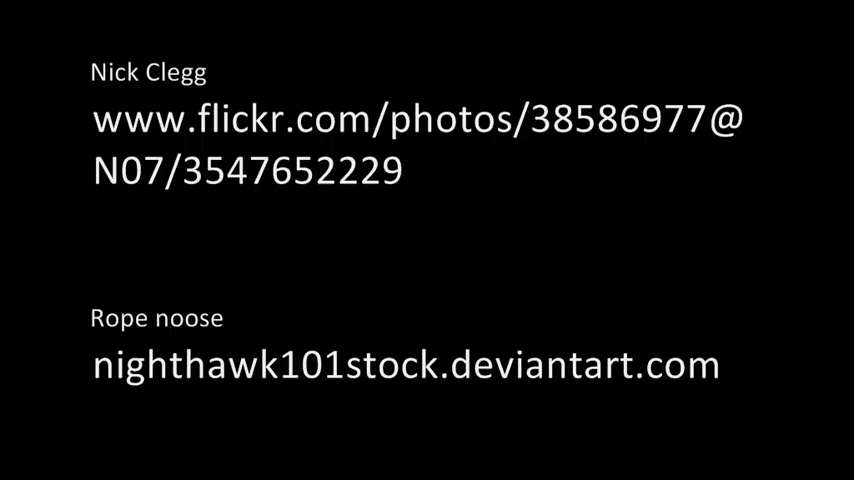 Nick Clegg
www.flickr.com/photos/38586977@
N07/3547652229
Rope noose
nighthawk101stock.deviantart.com